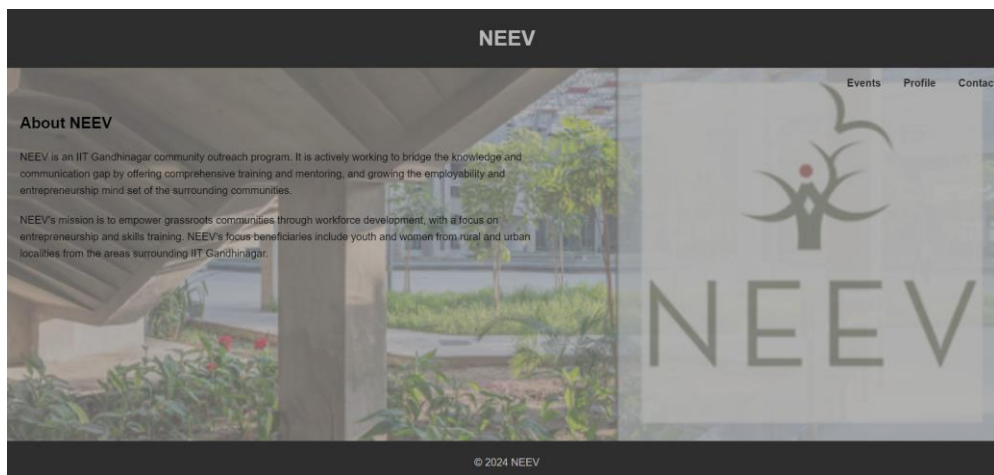 NEEV
Events Profile Contac
About NEEV
NEEV is an IIT Gandhinagar community outreach program. It is actively working to bridge the knowledge and
communication gap by offering comprehensive training and mentoring, and growing the employability and
entrepreneurship mind set of the surrounding communities.
NEEV's mission is to empower grassroots communities through workforce development, with a focus on
entrepreneurship and skills training. NEEV's focus beneficiaries include youth and women from rural and urban
localities from the areas surrounding IIT Gandhinagar.
NEEV
© 2024 NEEV